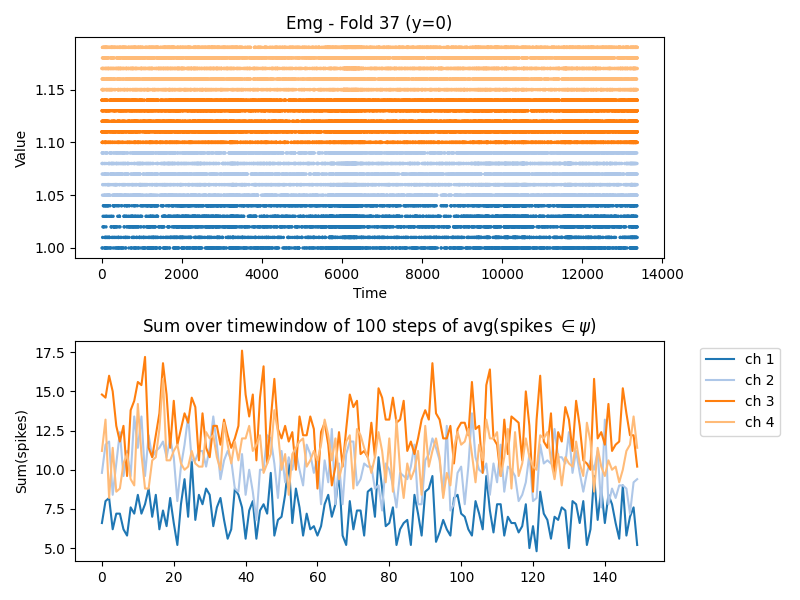 Emg - Fold 37 (y=0)
Value
1.15
1.10
1.05
1.00
0 2000 4000 6000 8000 10000 12000 14000
Time
Sum over timewindow of 100 steps of avg(spikes ∈ψ)
Sum(spikes)
17.5
15.0
12.5
10.0
7.5
5.0
0 20 40 60 80 100 120 140
ch 1
ch 2
ch 3
ch 4